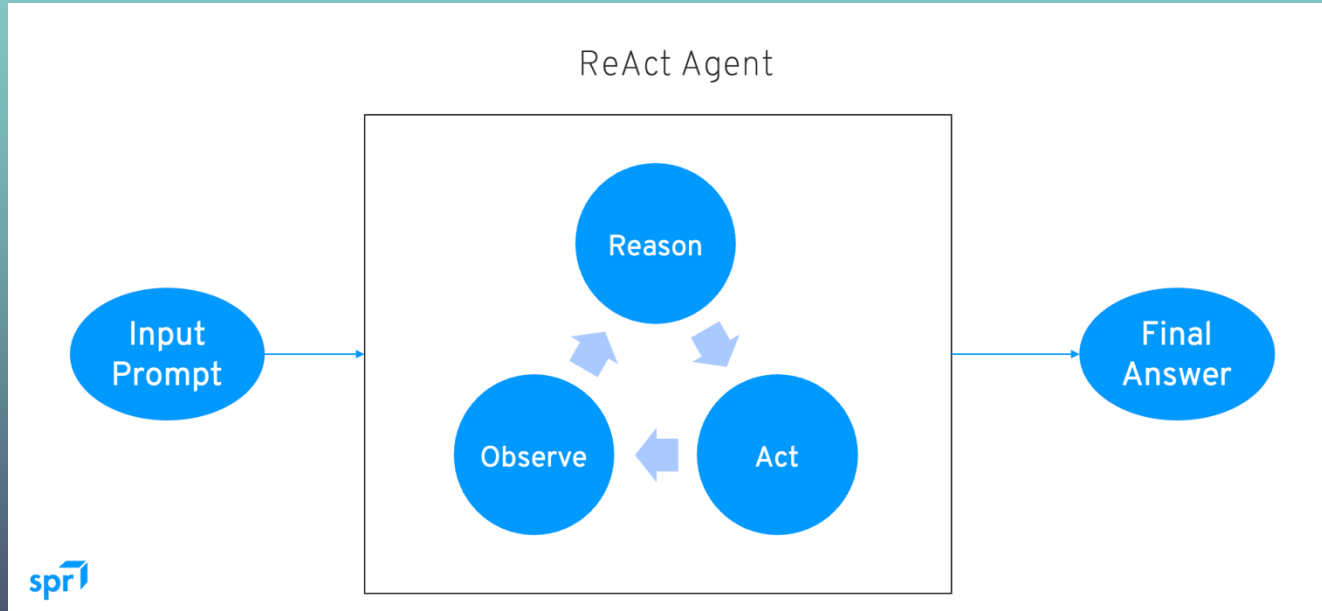 ReAct Agent
Reason
Input
Prompt
Final
Answer
Observe
Act
spr